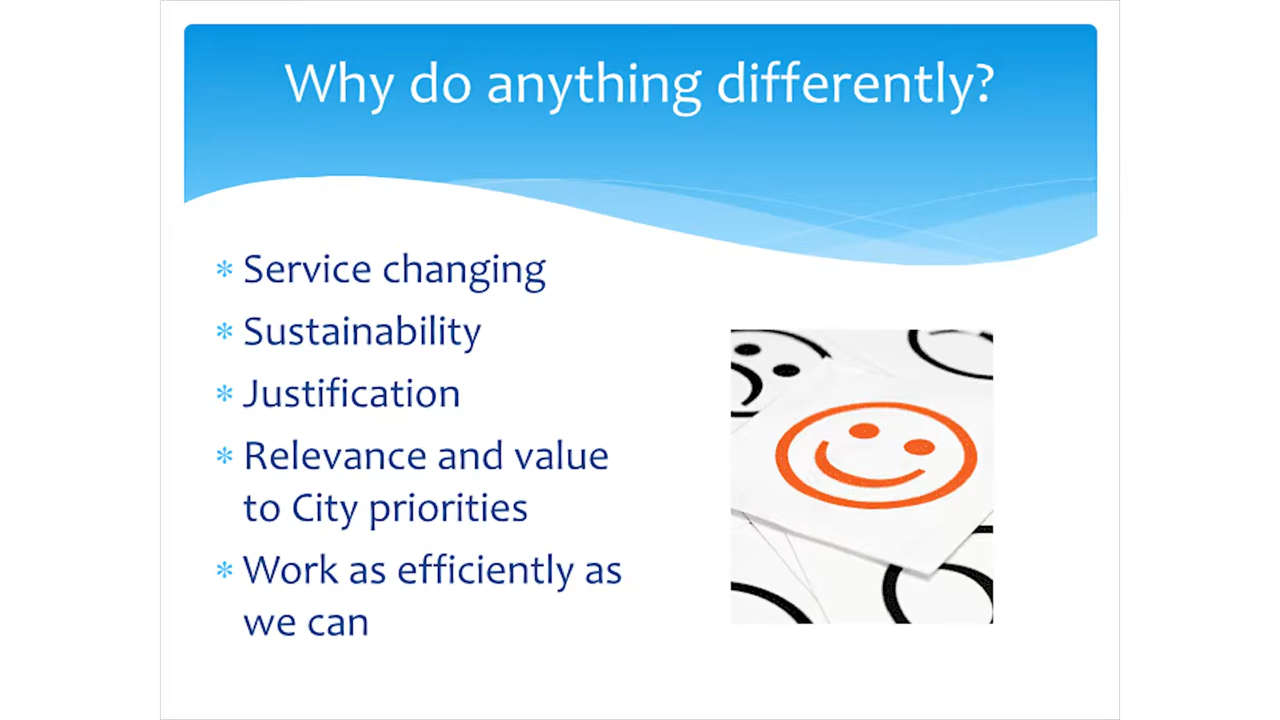 Why do anything differently?
* Service changing
* Sustainability
* Justification
* Relevance and value
to City priorities
* Work as efficiently as
we can